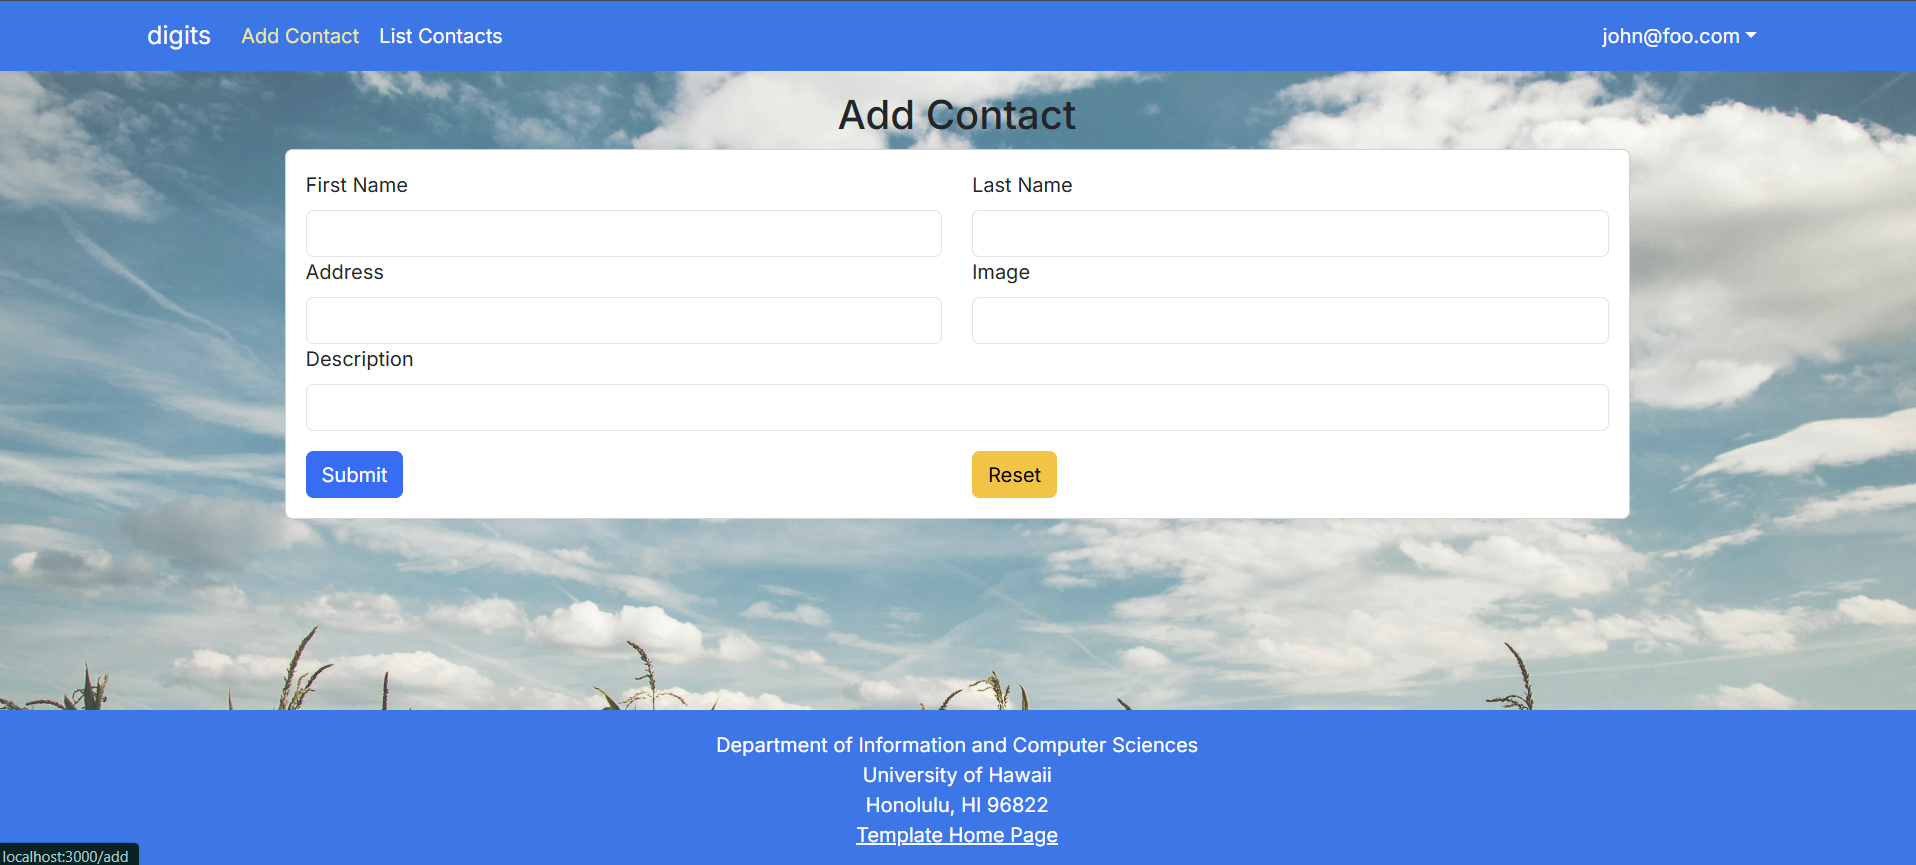 digits Add Contact List Contacts john@foo.com
Add Contact
First Name Last Name
Address Image
Description
Submit Reset
Department of Information and Computer Sciences
University of Hawaii
Honolulu, HI 96822
Template Home Page
localhost:3000/add